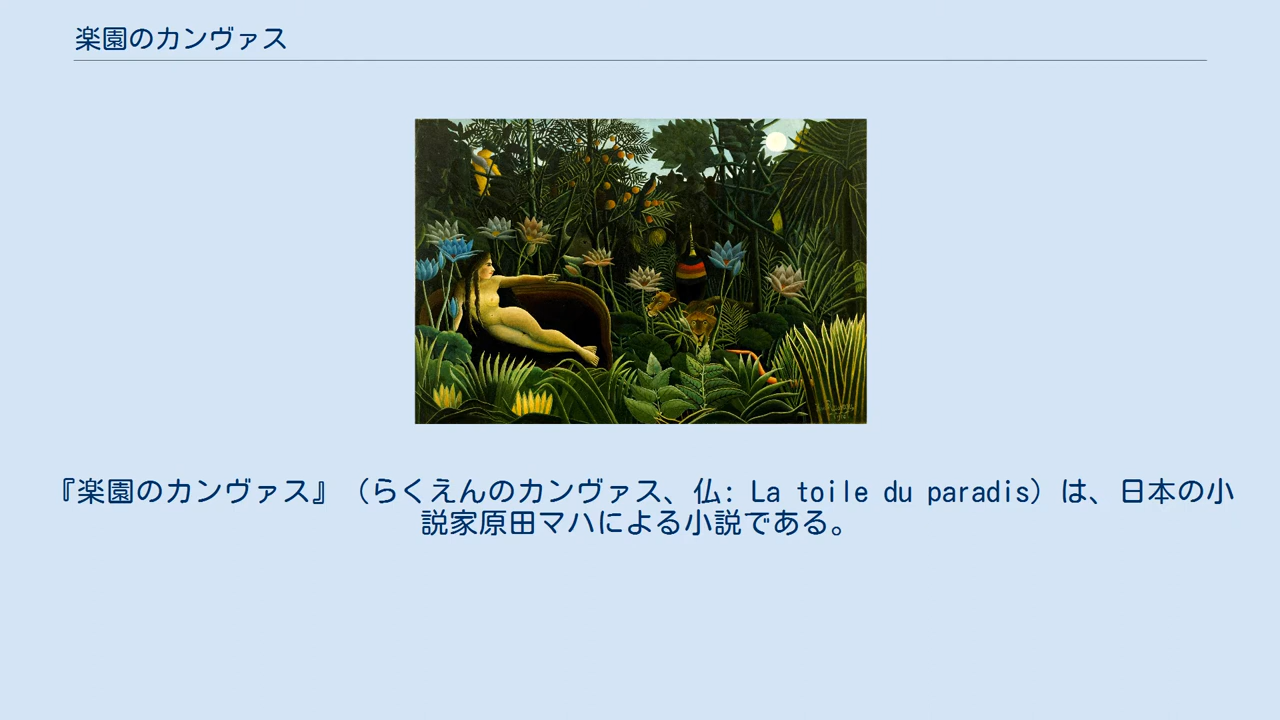 楽園のカンヴァス
『楽園のカンヴァス』（らくえんのカンヴァス、仏: La toile du paradis）は、日本の小
説家原田マハによる小説である。